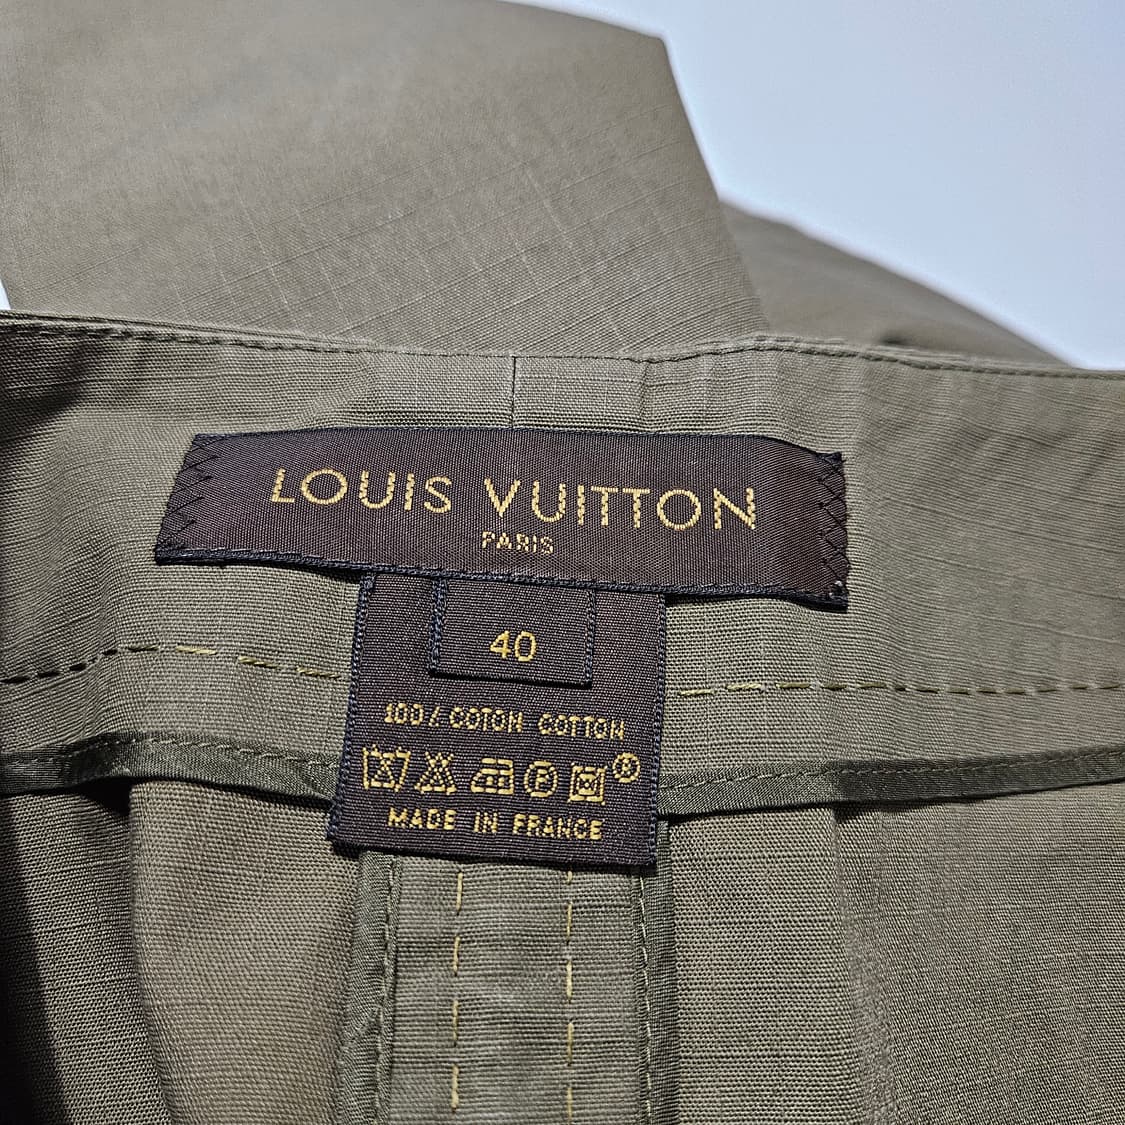 LOUIS VUITTON
PARIS
40
100% COTON COTTON
P ®
MADE IN FRANCE